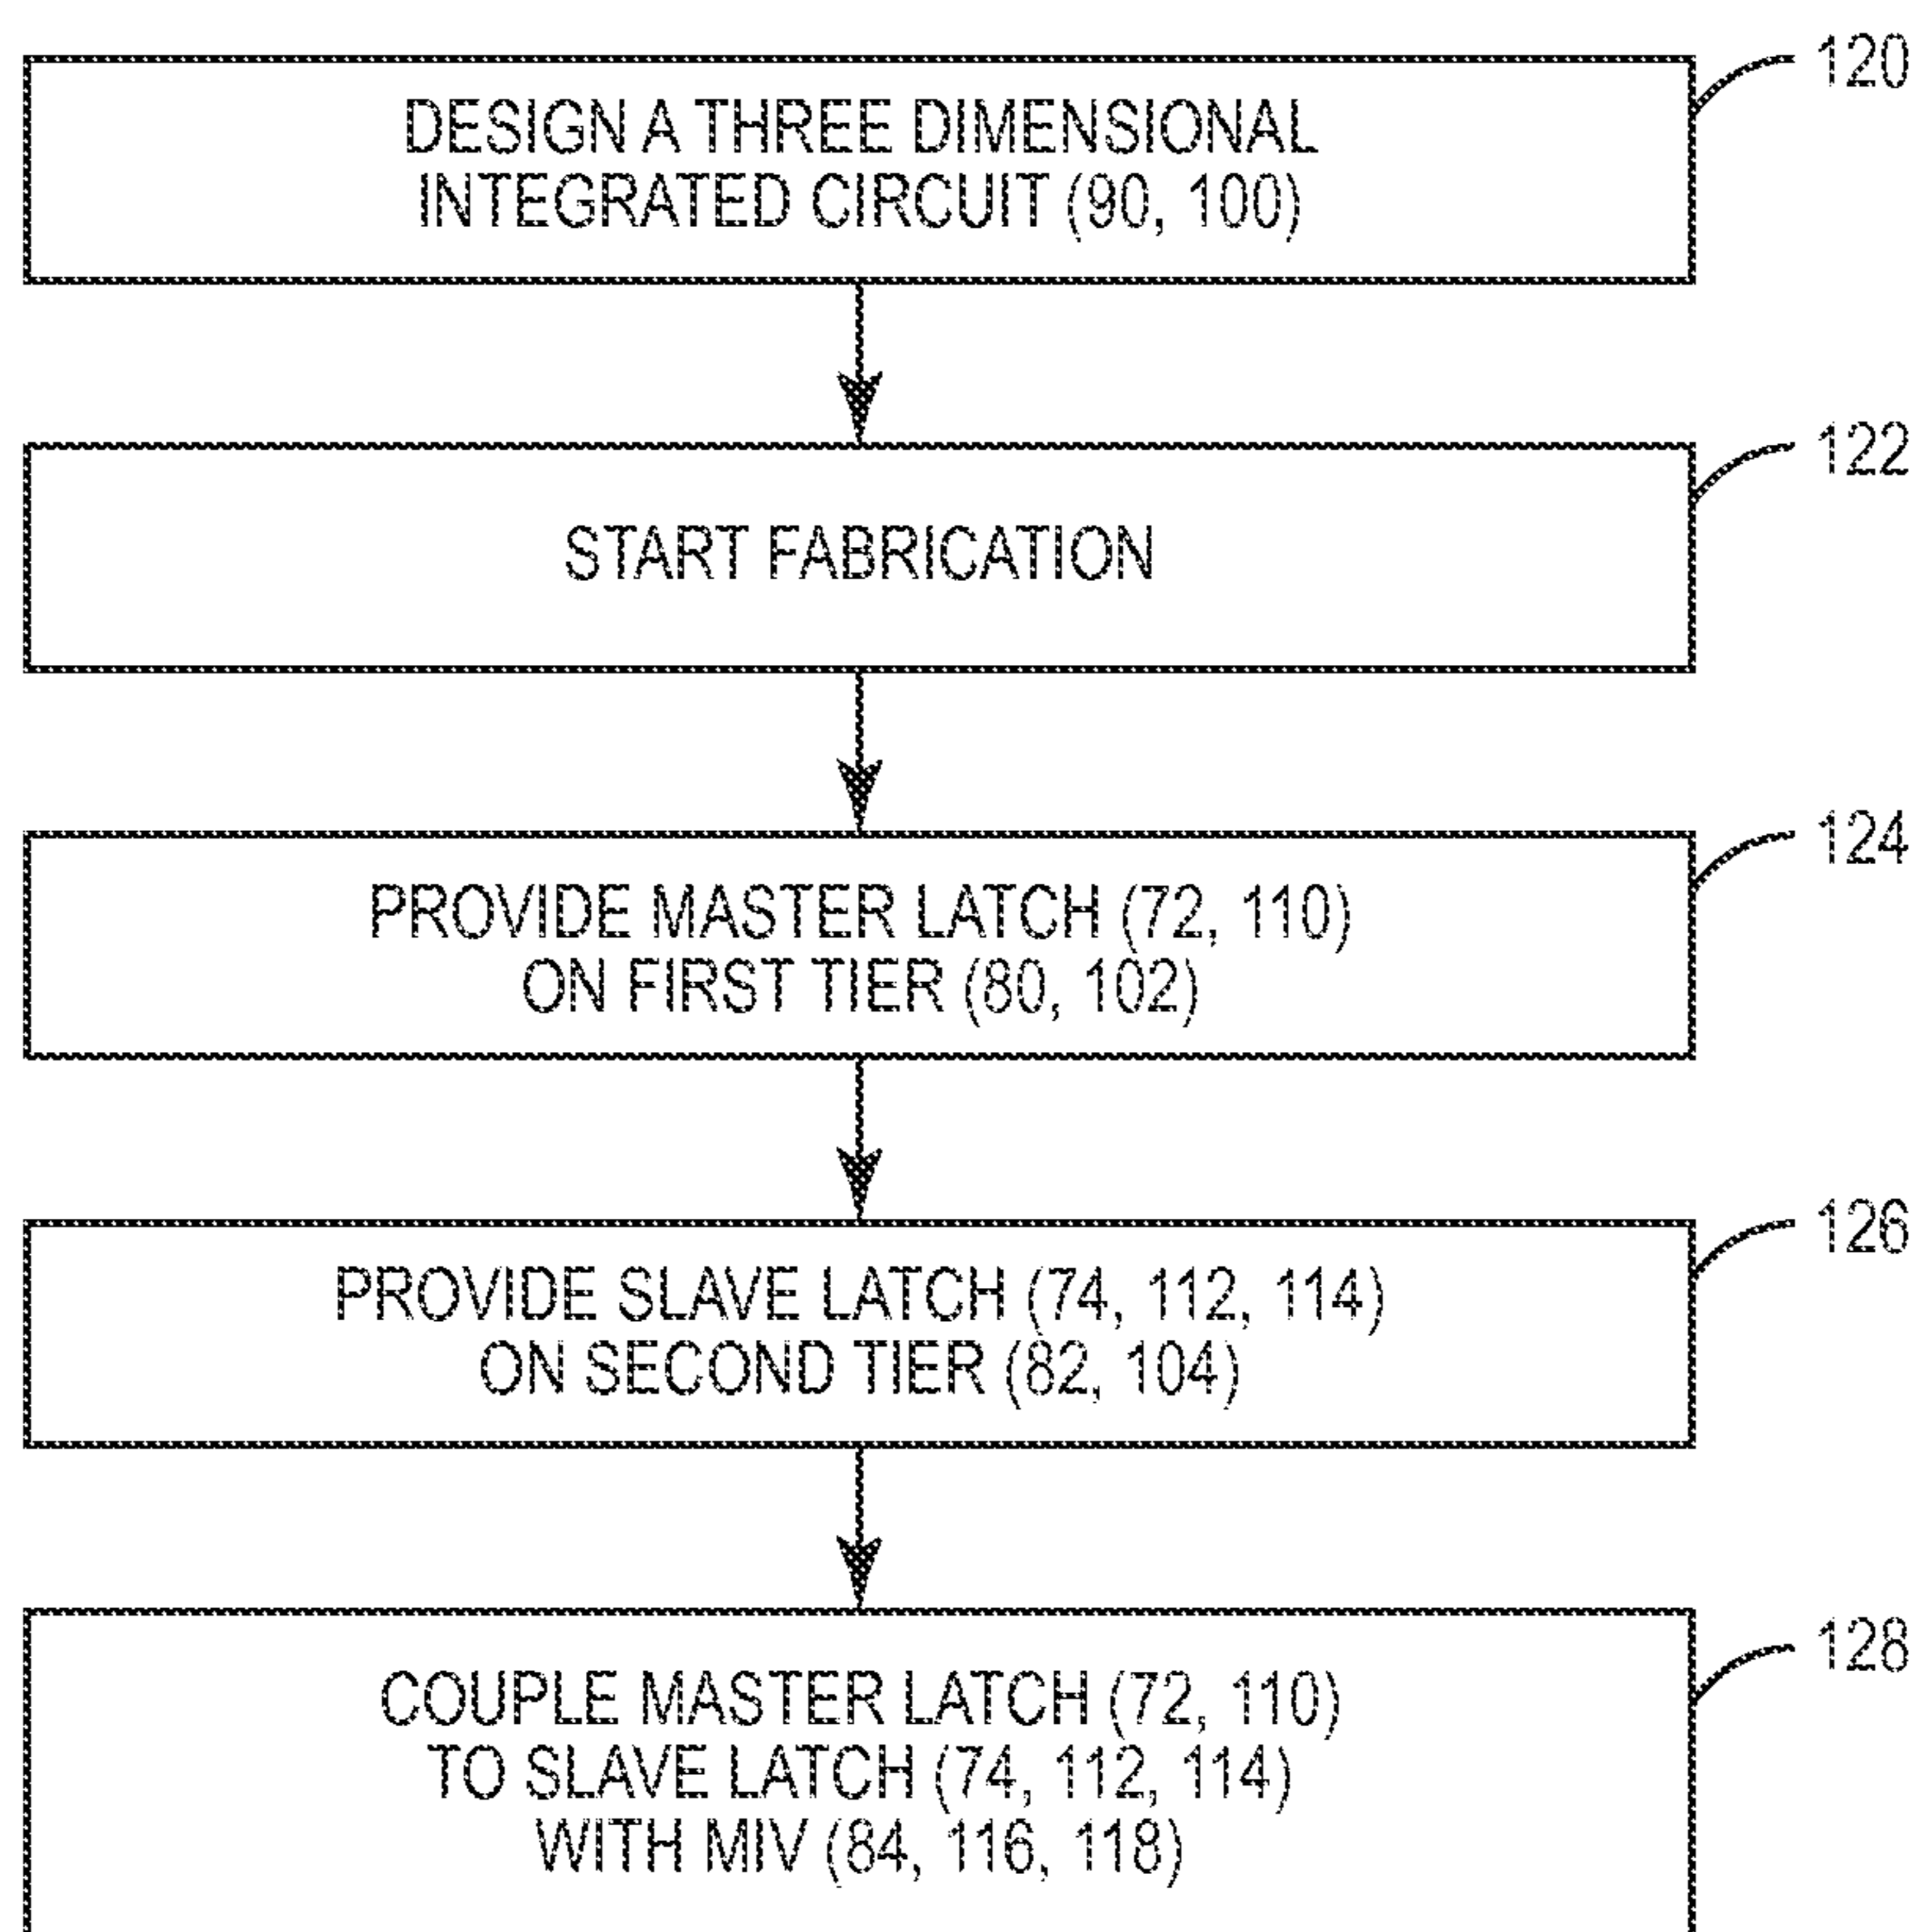 120
DESIGN A THREE DIMENSIONAL
INTEGRATED CIRCUIT (90, 100)
122
START FABRICATION
124
PROVIDE MASTER LATCH (72, 110)
ON FIRST TIER (80, 102)
126
PROVIDE SLAVE LATCH (74, 112, 114)
ON SECOND TIER (82, 104)
128
COUPLE MASTER LATCH (72, 110)
TO SLAVE LATCH (74, 112, 114)
WITH MIV (84, 116, 118)